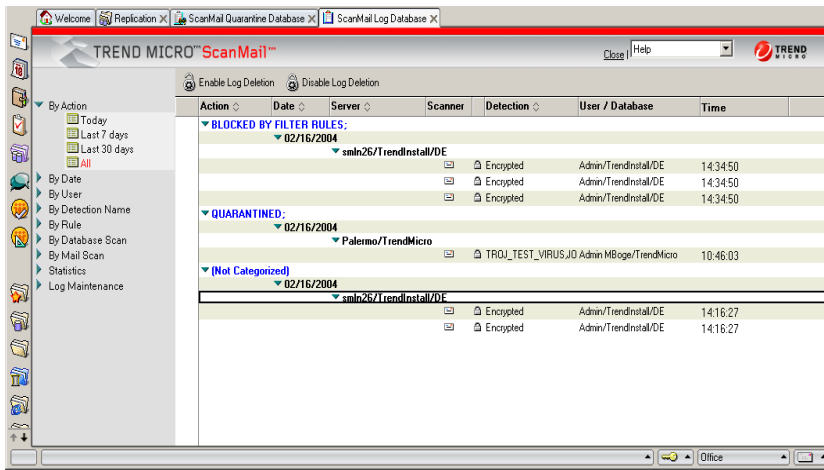 Welcome Replication ScanMail Quarantine Database ScanMail Log Database
TREND MICRO™ScanMail™ Close | Help TREND MICRO
Enable Log Deletion Disable Log Deletion
By Action
Today
Last 7 days
Last 30 days
All
By Date
By User
By Detection Name
By Rule
By Database Scan
By Mail Scan
Statistics
Log Maintenance
Action Date Server Scanner Detection User / Database Time
BLOCKED BY FILTER RULES;
02/16/2004
smln26/TrendInstall/DE
Encrypted Admin/TrendInstall/DE 14:34:50
Encrypted Admin/TrendInstall/DE 14:34:50
Encrypted Admin/TrendInstall/DE 14:34:50
QUARANTINED;
02/16/2004
Palermo/TrendMicro
TROJ_TEST_VIRUS,JO Admin MBoge/TrendMicro 10:46:03
(Not Categorized)
02/16/2004
smln26/TrendInstall/DE
Encrypted Admin/TrendInstall/DE 14:16:27
Encrypted Admin/TrendInstall/DE 14:16:27
Office